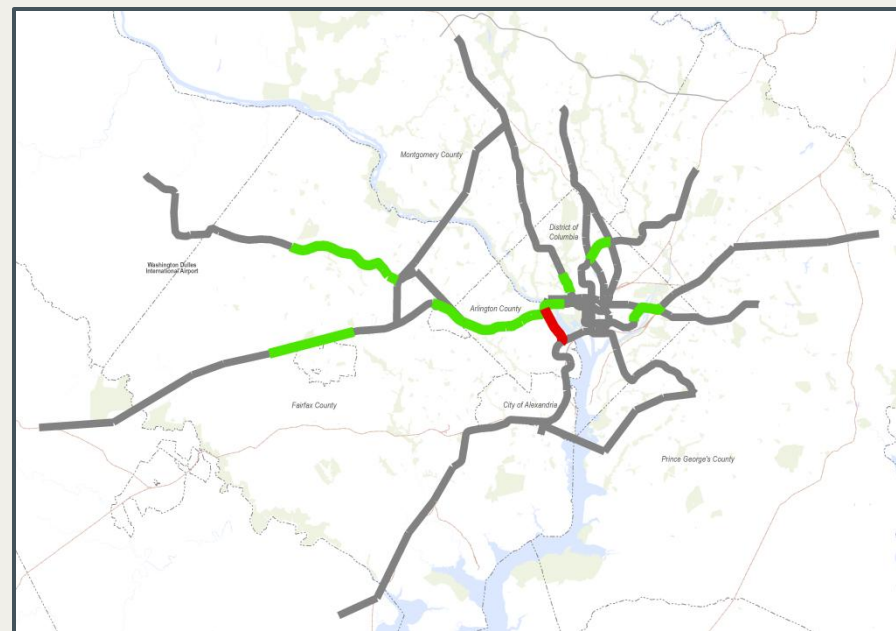 Montgomery County
District of
Columbia
Washington Dulles
International Airport
Arlington County
Fairfax County
City of Alexandria
Prince George's County